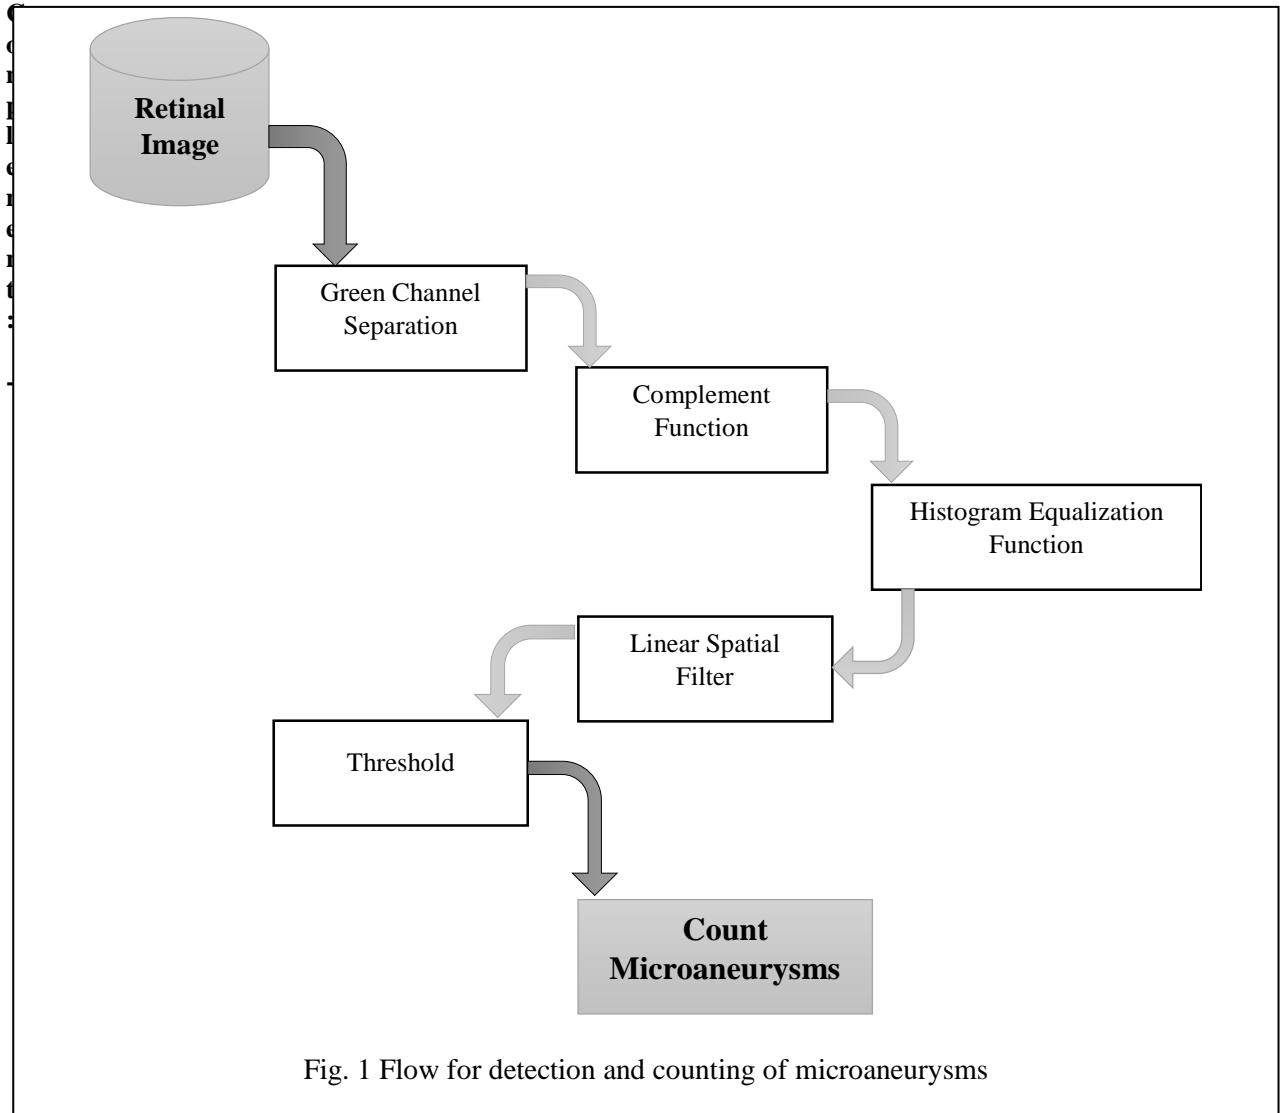 Retinal
Image
Green Channel
Separation
Complement
Function
Histogram Equalization
Function
Linear Spatial
Filter
Threshold
Count
Microaneurysms
Fig. 1 Flow for detection and counting of microaneurysms